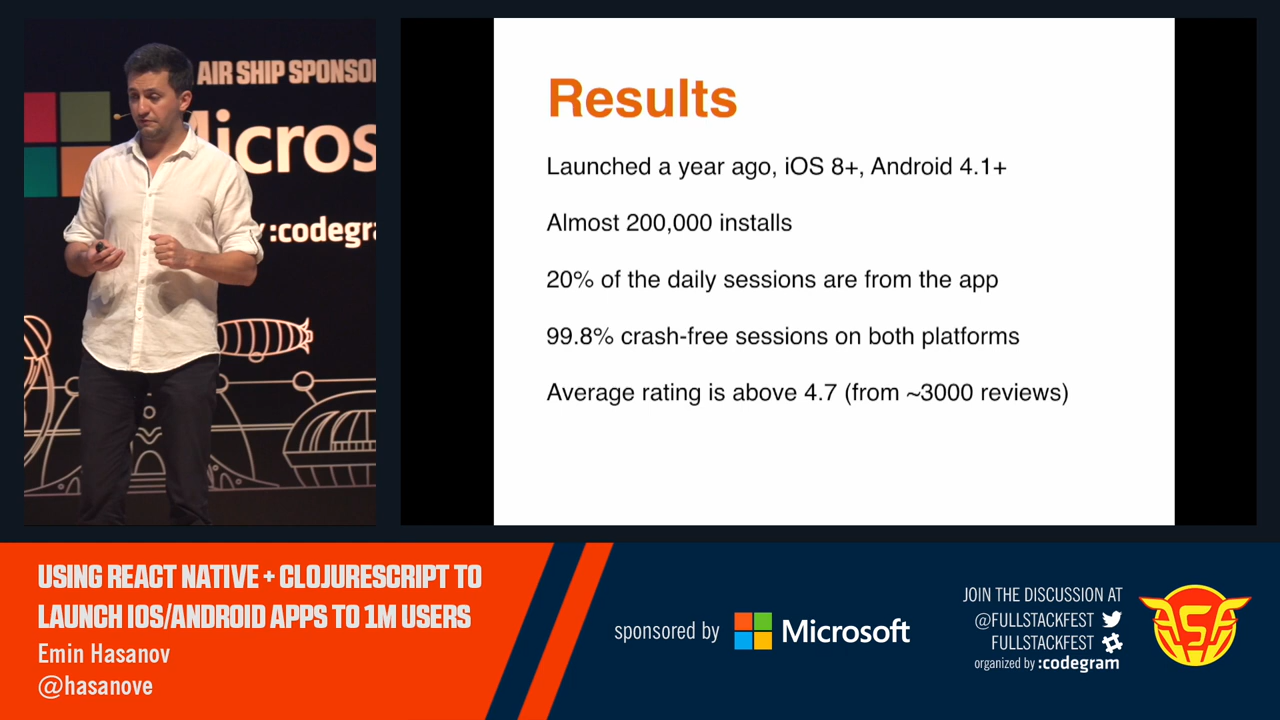 AIR SHIP SPONSO
Micros
:codegr
Results
Launched a year ago, iOS 8+, Android 4.1+
Almost 200,000 installs
20% of the daily sessions are from the app
99.8% crash-free sessions on both platforms
Average rating is above 4.7 (from ~3000 reviews)
USING REACT NATIVE + CLOJURESCRIPT TO
LAUNCH IOS/ANDROID APPS TO 1M USERS
Emin Hasanov
@hasanove
sponsored by Microsoft
JOIN THE DISCUSSION AT
@FULLSTACKFEST
FULLSTACKFEST
organized by :codegram
FSF